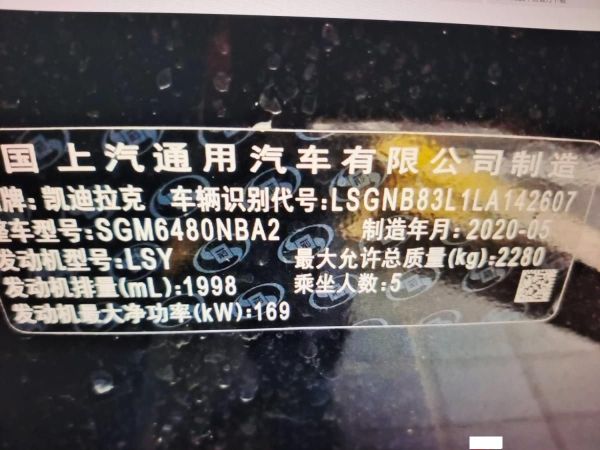 国上汽通用汽车有限公司制造
牌:凯迪拉克 车辆识别代号:LSGNB83L1LA142607
车型号:SGM6480NBA2 制造年月:2020-05
发动机型号:LSY 最大允许总质量(kg):2280
发动机排量(mL):1998 乘坐人数:5
发动机最大净功率(kW):169